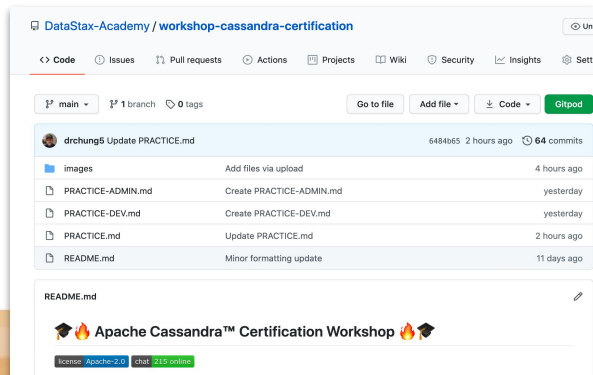 DataStax-Academy / workshop-cassandra-certification
Un
<> Code Issues Pull requests Actions Projects Wiki Security Insights Sett
main 1 branch 0 tags Go to file Add file Code Gitpod
drchung5 Update PRACTICE.md 6484b65 2 hours ago 64 commits
images Add files via upload 4 hours ago
PRACTICE-ADMIN.md Create PRACTICE-ADMIN.md yesterday
PRACTICE-DEV.md Create PRACTICE-DEV.md yesterday
PRACTICE.md Update PRACTICE.md 2 hours ago
README.md Minor formatting update 11 days ago
README.md
🎓🔥 Apache Cassandra™ Certification Workshop 🔥🎓
license Apache-2.0 chat 215 online